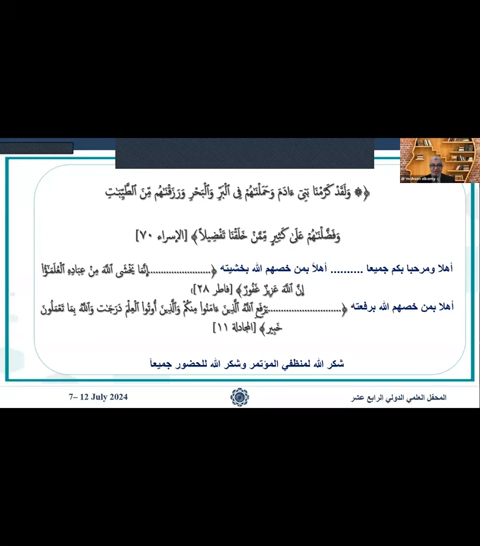 ﴿۞ وَلَقَدْ كَرَّمْنَا بَنِىٓ ءَادَمَ وَحَمَلْنَٰهُمْ فِى ٱلْبَرِّ وَٱلْبَحْرِ وَرَزَقْنَٰهُم مِّنَ ٱلطَّيِّبَٰتِ
وَفَضَّلْنَٰهُمْ عَلَىٰ كَثِيرٍ مِّمَّنْ خَلَقْنَا تَفْضِيلاً﴾ [الإسراء ٧٠]
أهلا ومرحبا بكم جميعا .......... أهلاً بمن خصهم الله بخشيته ﴿.......................إِنَّمَا يَخْشَى ٱللَّهَ مِنْ عِبَادِهِ ٱلْعُلَمَٰٓؤُا۟
إِنَّ ٱللَّهَ عَزِيزٌ غَفُورٌ﴾ [فاطر ٢٨]،
أهلا بمن خصهم الله برفعته ﴿............................يَرْفَعِ ٱللَّهُ ٱلَّذِينَ ءَامَنُوا۟ مِنكُمْ وَٱلَّذِينَ أُوتُوا۟ ٱلْعِلْمَ دَرَجَٰتٍ وَٱللَّهُ بِمَا تَعْمَلُونَ
خَبِير﴾ [المجادلة ١١]
شكر الله لمنظفي المؤتمر وشكر الله للحضور جميعاً
7– 12 July 2024
المحفل العلمي الدولي الرابع عشر